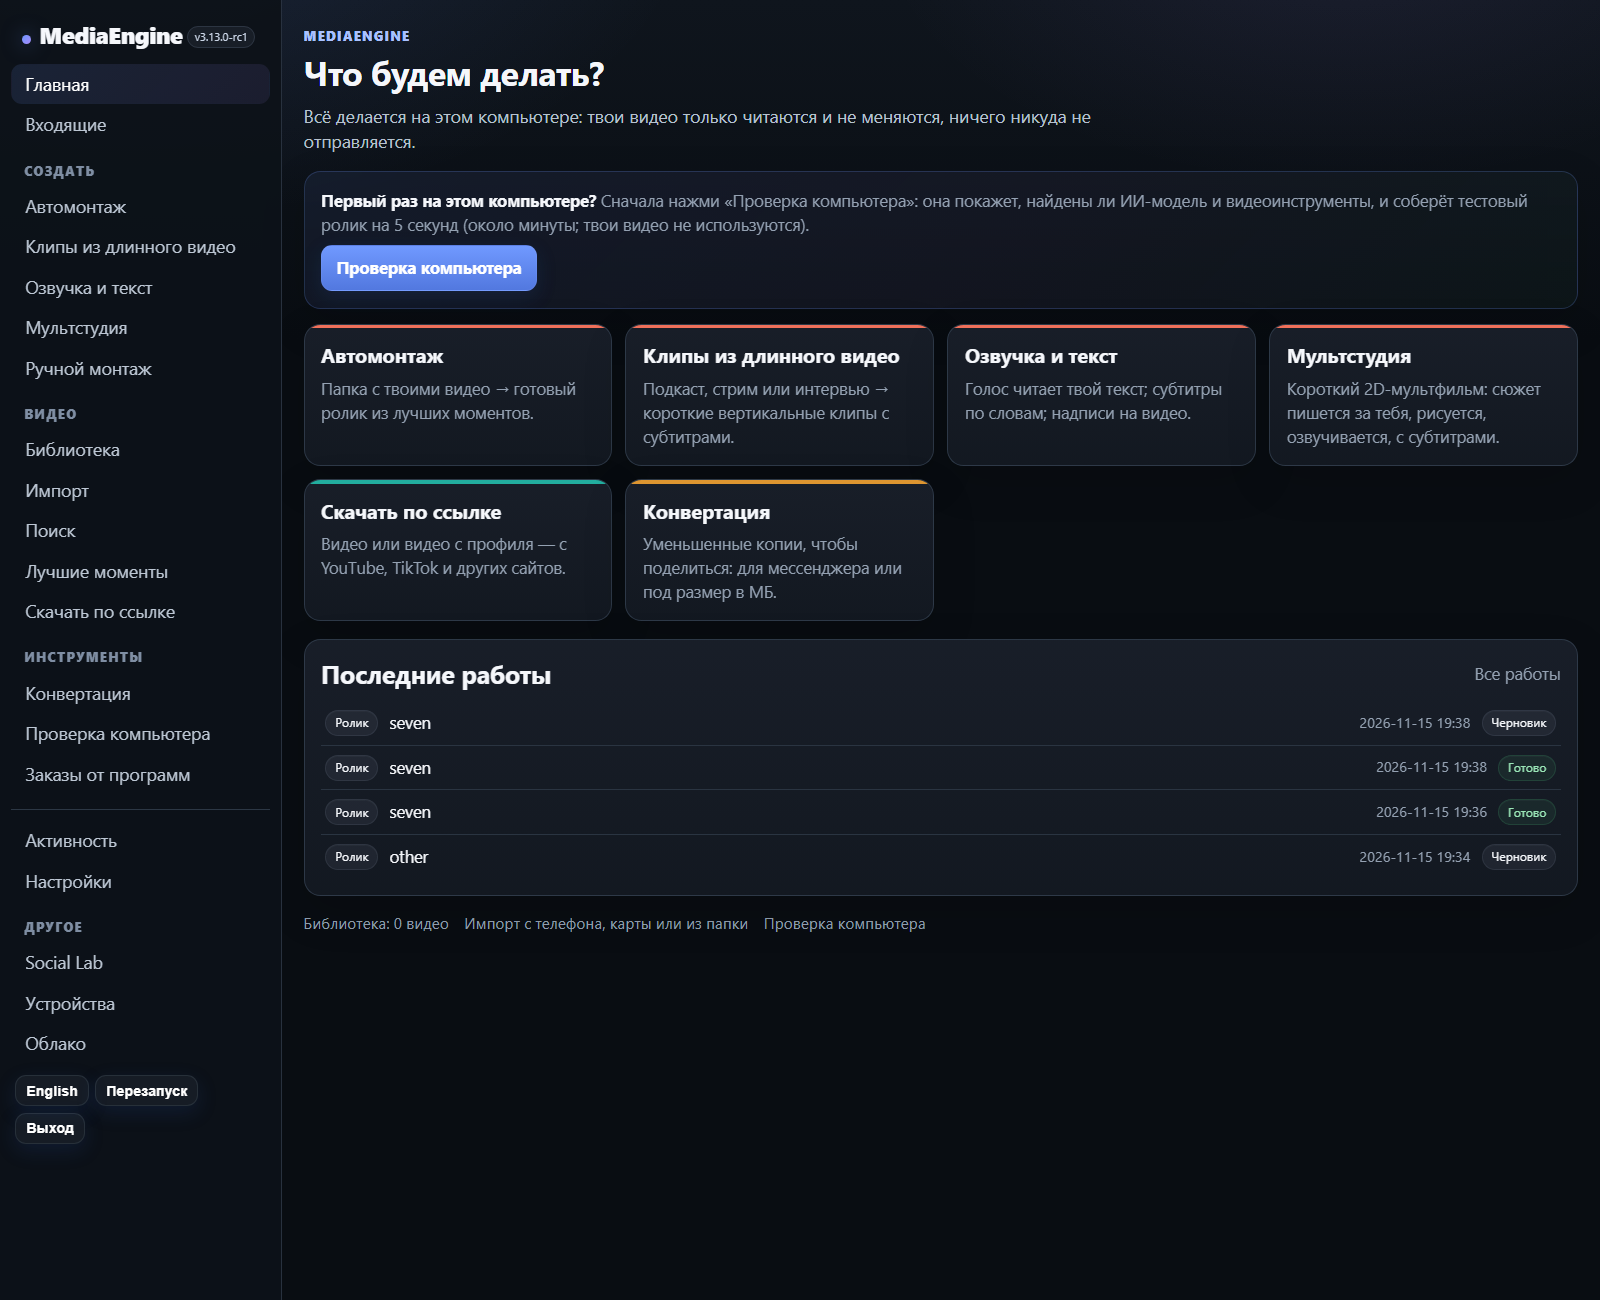 MediaEngine v3.13.0-rc1
Главная
Входящие
СОЗДАТЬ
Автомонтаж
Клипы из длинного видео
Озвучка и текст
Мультстудия
Ручной монтаж
ВИДЕО
Библиотека
Импорт
Поиск
Лучшие моменты
Скачать по ссылке
ИНСТРУМЕНТЫ
Конвертация
Проверка компьютера
Заказы от программ
Активность
Настройки
ДРУГОЕ
Social Lab
Устройства
Облако
English Перезапуск
Выход
MEDIAENGINE
Что будем делать?
Всё делается на этом компьютере: твои видео только читаются и не меняются, ничего никуда не
отправляется.
Первый раз на этом компьютере? Сначала нажми «Проверка компьютера»: она покажет, найдены ли ИИ-модель и видеоинструменты, и соберёт тестовый
ролик на 5 секунд (около минуты; твои видео не используются).
Проверка компьютера
Автомонтаж
Папка с твоими видео → готовый
ролик из лучших моментов.
Клипы из длинного видео
Подкаст, стрим или интервью →
короткие вертикальные клипы с
субтитрами.
Озвучка и текст
Голос читает твой текст; субтитры
по словам; надписи на видео.
Мультстудия
Короткий 2D-мультфильм: сюжет
пишется за тебя, рисуется,
озвучивается, с субтитрами.
Скачать по ссылке
Видео или видео с профиля — с
YouTube, TikTok и других сайтов.
Конвертация
Уменьшенные копии, чтобы
поделиться: для мессенджера или
под размер в МБ.
Последние работы Все работы
Ролик seven 2026-11-15 19:38 Черновик
Ролик seven 2026-11-15 19:38 Готово
Ролик seven 2026-11-15 19:36 Готово
Ролик other 2026-11-15 19:34 Черновик
Библиотека: 0 видео Импорт с телефона, карты или из папки Проверка компьютера